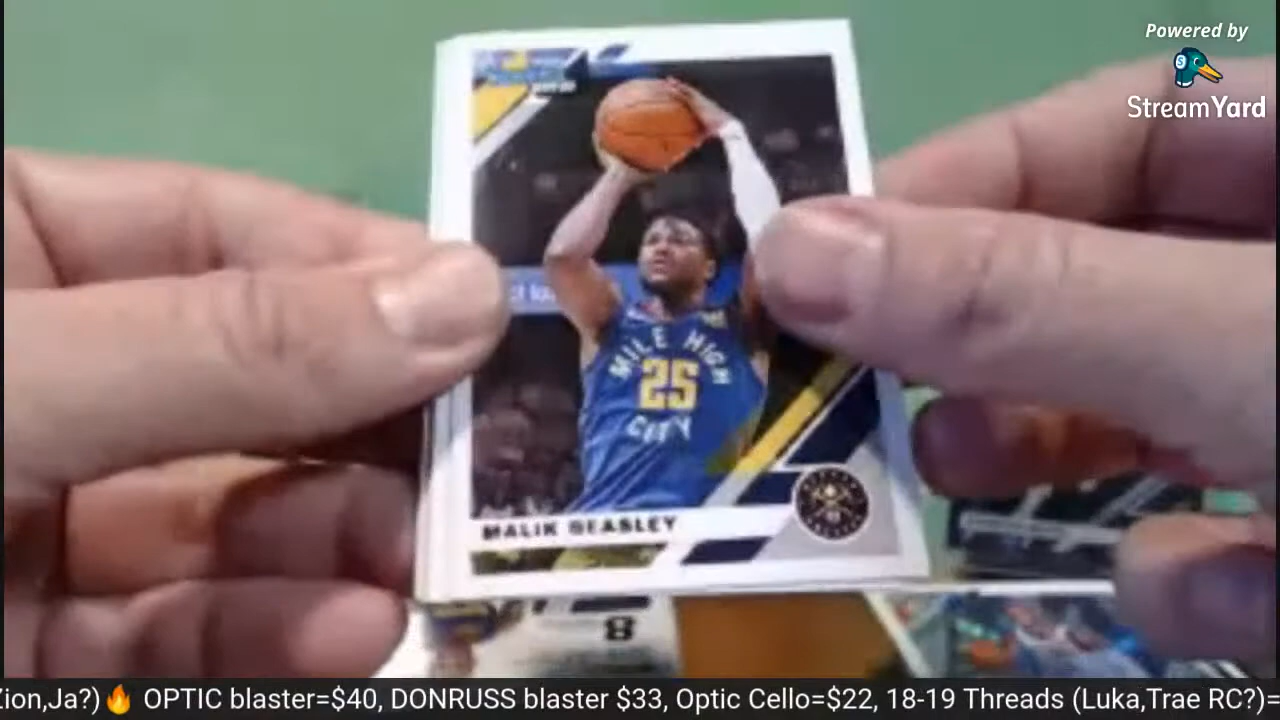 Powered by
StreamYard
MILE HIGH
25
CITY
MALIK BEASLEY
8
Zion,Ja?)🔥 OPTIC blaster=$40, DONRUSS blaster $33, Optic Cello=$22, 18-19 Threads (Luka,Trae RC?)=